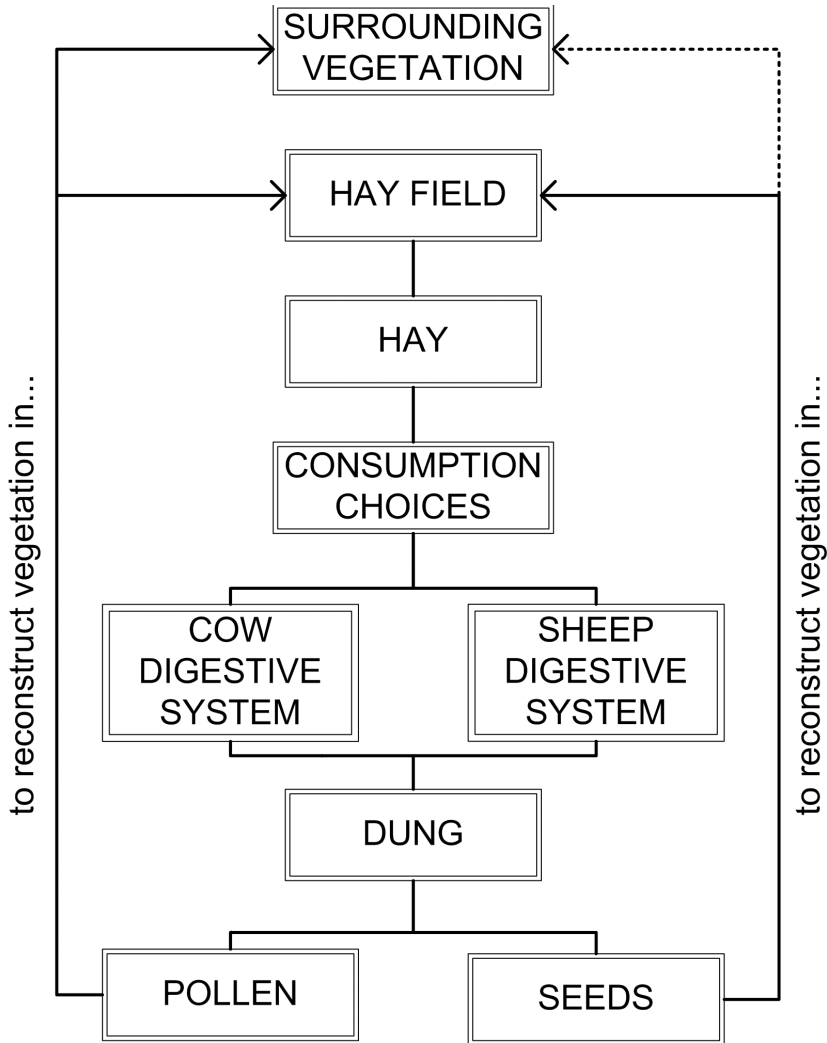 SURROUNDING
VEGETATION
HAY FIELD
HAY
CONSUMPTION
CHOICES
COW
DIGESTIVE
SYSTEM
SHEEP
DIGESTIVE
SYSTEM
DUNG
POLLEN
SEEDS
to reconstruct vegetation in...
to reconstruct vegetation in...